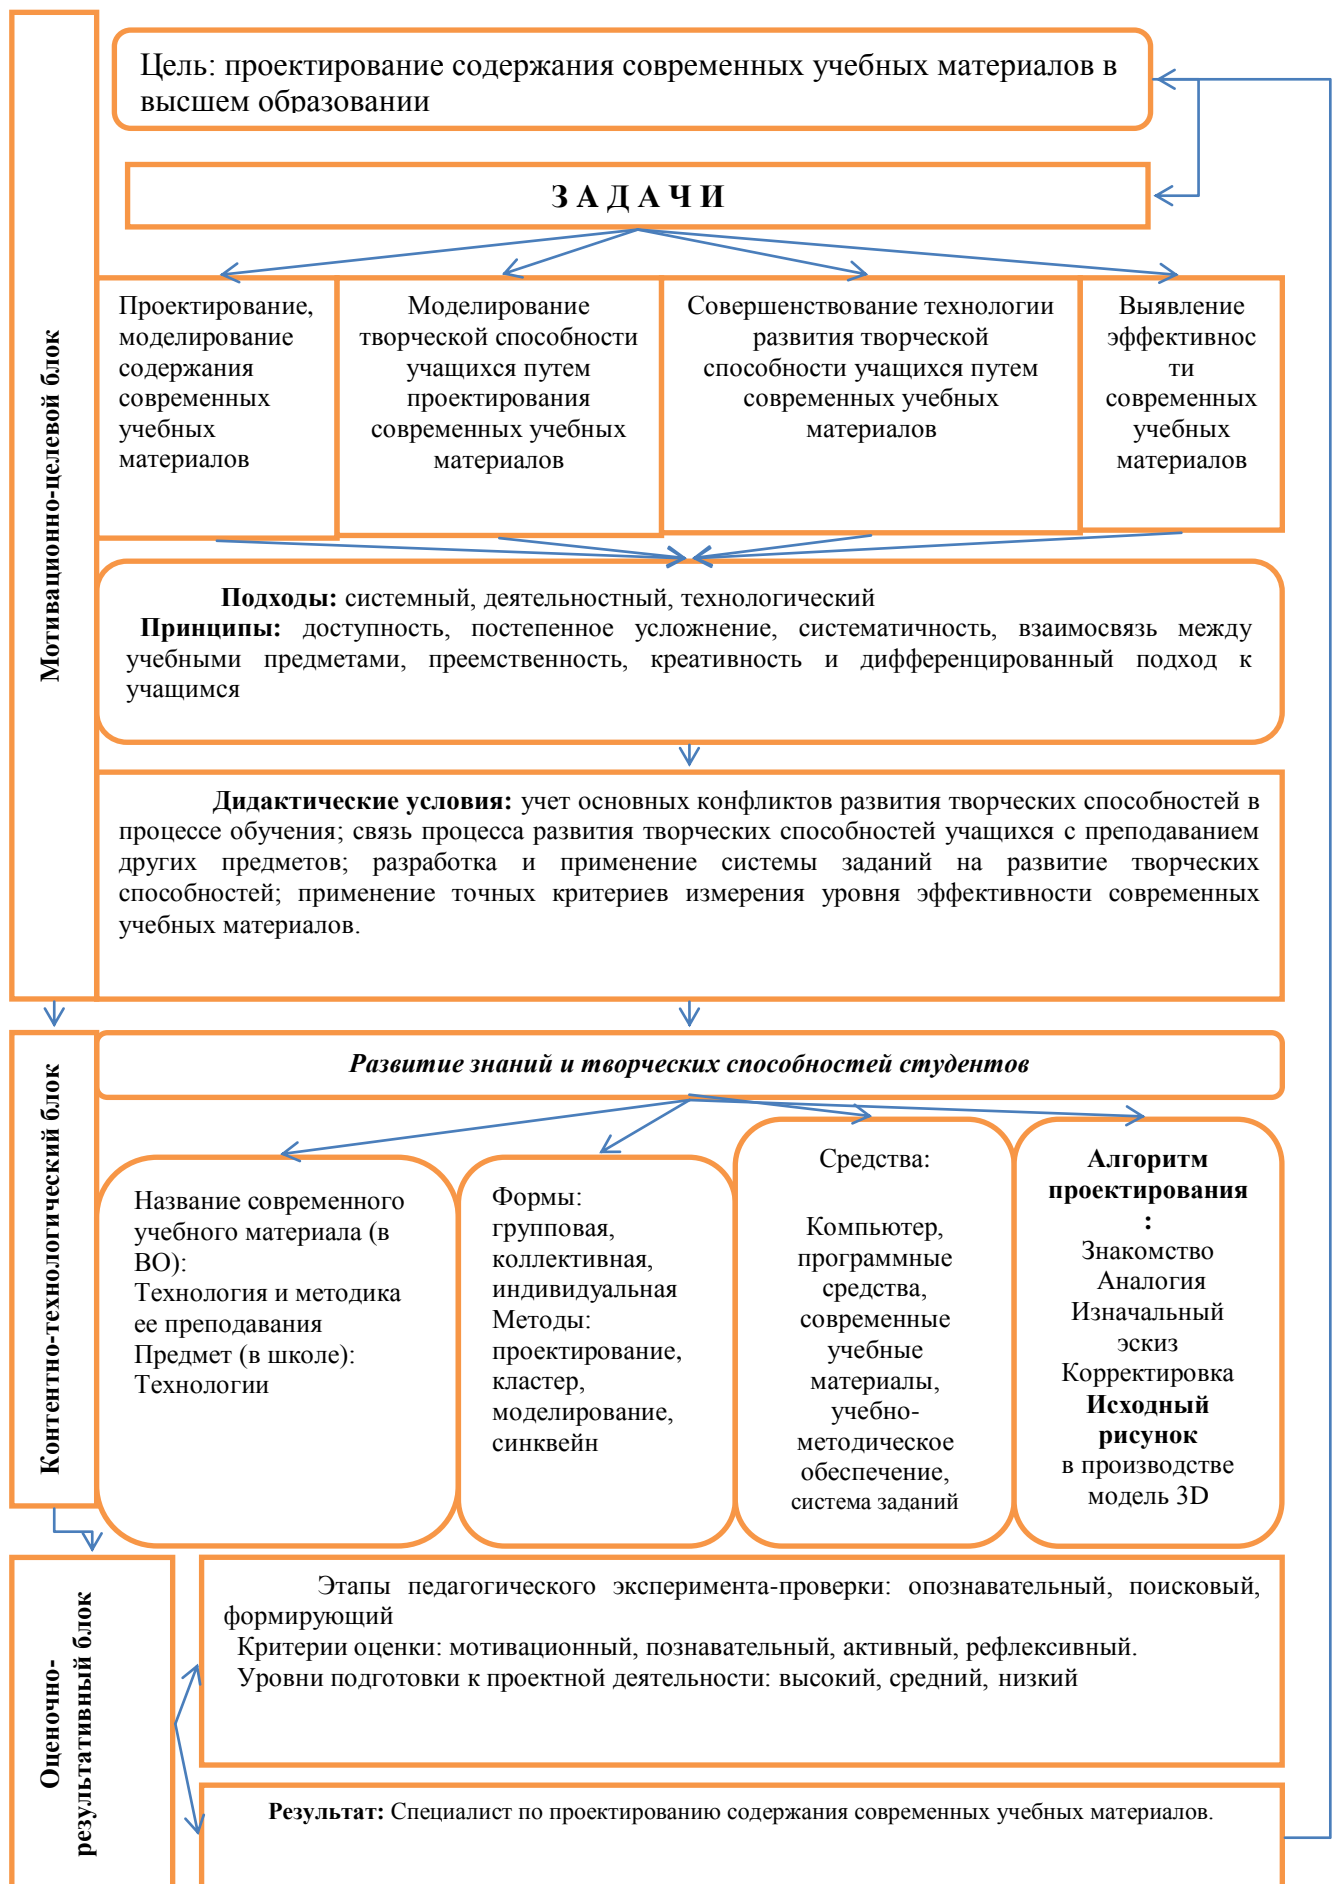 Мотивационно-целевой блок
Цель: проектирование содержания современных учебных материалов в
высшем образовании
З А Д А Ч И
Проектирование,
моделирование
содержания
современных
учебных
материалов
Моделирование
творческой способности
учащихся путем
проектирования
современных учебных
материалов
Совершенствование технологии
развития творческой
способности учащихся путем
современных учебных
материалов
Выявление
эффективнос
ти
современных
учебных
материалов
Подходы: системный, деятельностный, технологический
Принципы: доступность, постепенное усложнение, систематичность, взаимосвязь между
учебными предметами, преемственность, креативность и дифференцированный подход к
учащимся
Дидактические условия: учет основных конфликтов развития творческих способностей в
процессе обучения; связь процесса развития творческих способностей учащихся с преподаванием
других предметов; разработка и применение системы заданий на развитие творческих
способностей; применение точных критериев измерения уровня эффективности современных
учебных материалов.
Контентно-технологический блок
Развитие знаний и творческих способностей студентов
Название современного
учебного материала (в
ВО):
Технология и методика
ее преподавания
Предмет (в школе):
Технологии
Формы:
групповая,
коллективная,
индивидуальная
Методы:
проектирование,
кластер,
моделирование,
синквейн
Средства:
Компьютер,
программные
средства,
современные
учебные
материалы,
учебно-
методическое
обеспечение,
система заданий
Алгоритм
проектирования
:
Знакомство
Аналогия
Изначальный
эскиз
Корректировка
Исходный
рисунок
в производстве
модель 3D
Оценочно-
результативный блок
Этапы педагогического эксперимента-проверки: опознавательный, поисковый,
формирующий
Критерии оценки: мотивационный, познавательный, активный, рефлексивный.
Уровни подготовки к проектной деятельности: высокий, средний, низкий
Результат: Специалист по проектированию содержания современных учебных материалов.